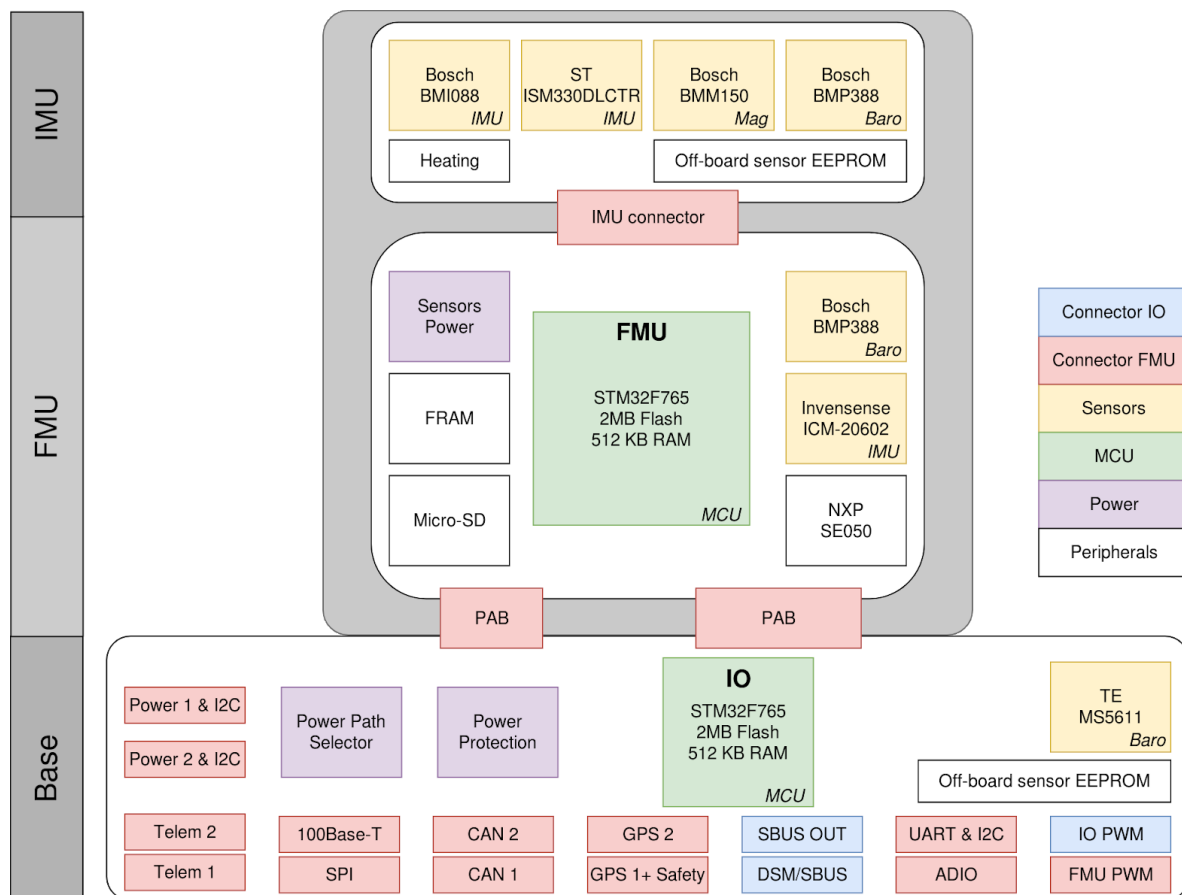 IMU
Bosch
BMI088
IMU
ST
ISM330DLCTR
IMU
Bosch
BMM150
Mag
Bosch
BMP388
Baro
Heating
Off-board sensor EEPROM
IMU connector
FMU
Sensors
Power
FRAM
Micro-SD
FMU
STM32F765
2MB Flash
512 KB RAM
MCU
Bosch
BMP388
Baro
Invensense
ICM-20602
IMU
NXP
SE050
PAB
PAB
Connector IO
Connector FMU
Sensors
MCU
Power
Peripherals
Base
Power 1 & I2C
Power 2 & I2C
Power Path
Selector
Power
Protection
IO
STM32F765
2MB Flash
512 KB RAM
MCU
TE
MS5611
Baro
Off-board sensor EEPROM
Telem 2
100Base-T
CAN 2
GPS 2
SBUS OUT
UART & I2C
IO PWM
Telem 1
SPI
CAN 1
GPS 1+ Safety
DSM/SBUS
ADIO
FMU PWM